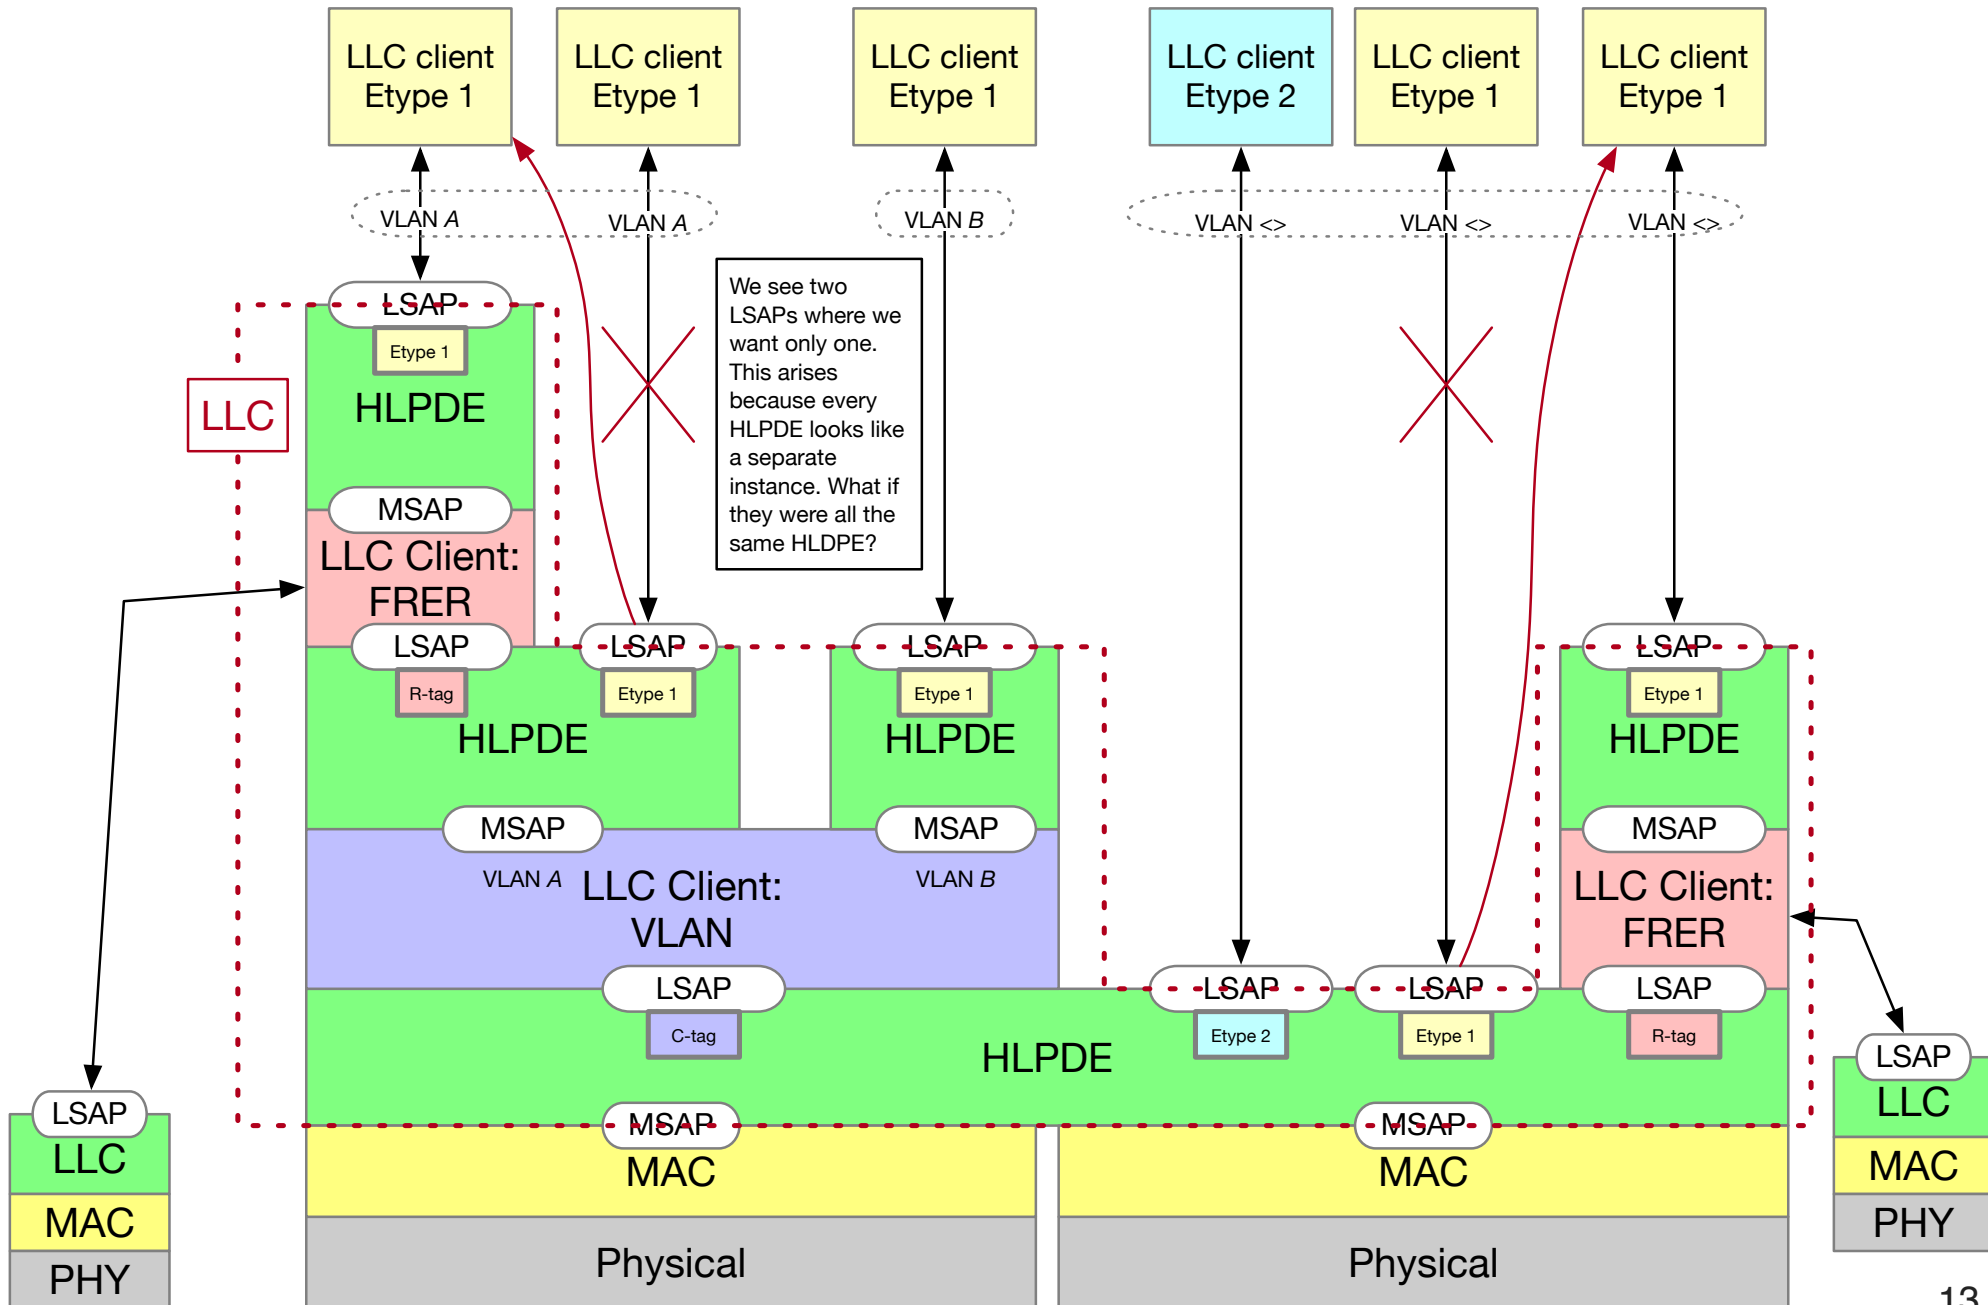 LLC client
Etype 1
LLC client
Etype 1
LLC client
Etype 1
LLC client
Etype 2
LLC client
Etype 1
LLC client
Etype 1
VLAN A
VLAN A
VLAN B
VLAN <>
VLAN <>
VLAN <>
We see two
LSAPs where we
want only one.
This arises
because every
HLPDE looks like
a separate
instance. What if
they were all the
same HLDPE?
LSAP
Etype 1
HLPDE
LLC
MSAP
LLC Client:
FRER
LSAP
R-tag
LSAP
Etype 1
HLPDE
LSAP
Etype 1
HLPDE
LSAP
Etype 1
HLPDE
MSAP
VLAN A
MSAP
VLAN B
LLC Client:
VLAN
MSAP
LLC Client:
FRER
LSAP
C-tag
LSAP
Etype 2
LSAP
Etype 1
LSAP
R-tag
HLPDE
MSAP
MSAP
MAC
MAC
Physical
Physical
LSAP
LLC
MAC
PHY
LSAP
LLC
MAC
PHY
13